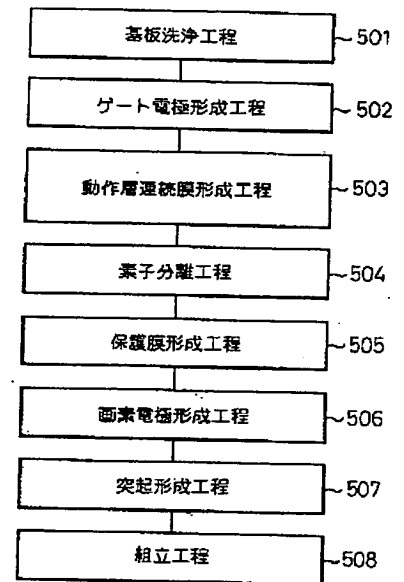 基板洗浄工程 501
ゲート電極形成工程 502
動作層連続膜形成工程 503
素子分離工程 504
保護膜形成工程 505
画素電極形成工程 506
突起形成工程 507
組立工程 508